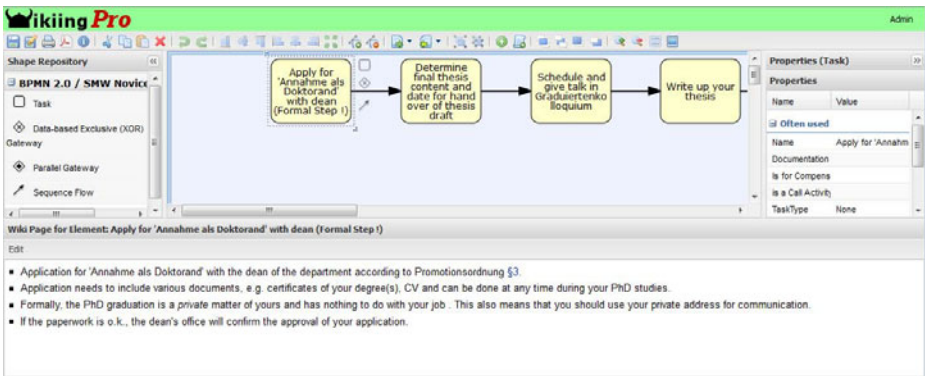 wikiing Pro
Admin
Shape Repository
BPMN 2.0 / SMW Novice
Task
Data-based Exclusive (XOR)
Gateway
Parallel Gateway
Sequence Flow
Apply for
'Annahme als
Doktorand'
with dean
(Formal Step !)
Determine
final thesis
content and
date for hand
over of thesis
draft
Schedule and
give talk in
Graduiertenko
lloquium
Write up your
thesis
Properties (Task)
Properties
Name Value
Often used
Name Apply for 'Annahm
Documentation
Is for Compens
Is a Call Activity
TaskType None
Wiki Page for Element: Apply for 'Annahme als Doktorand' with dean (Formal Step !)
Edit
Application for 'Annahme als Doktorand' with the dean of the department according to Promotionsordnung §3.
Application needs to include various documents, e.g. certificates of your degree(s), CV and can be done at any time during your PhD studies.
Formally, the PhD graduation is a private matter of yours and has nothing to do with your job . This also means that you should use your private address for communication.
If the paperwork is o.k., the dean's office will confirm the approval of your application.